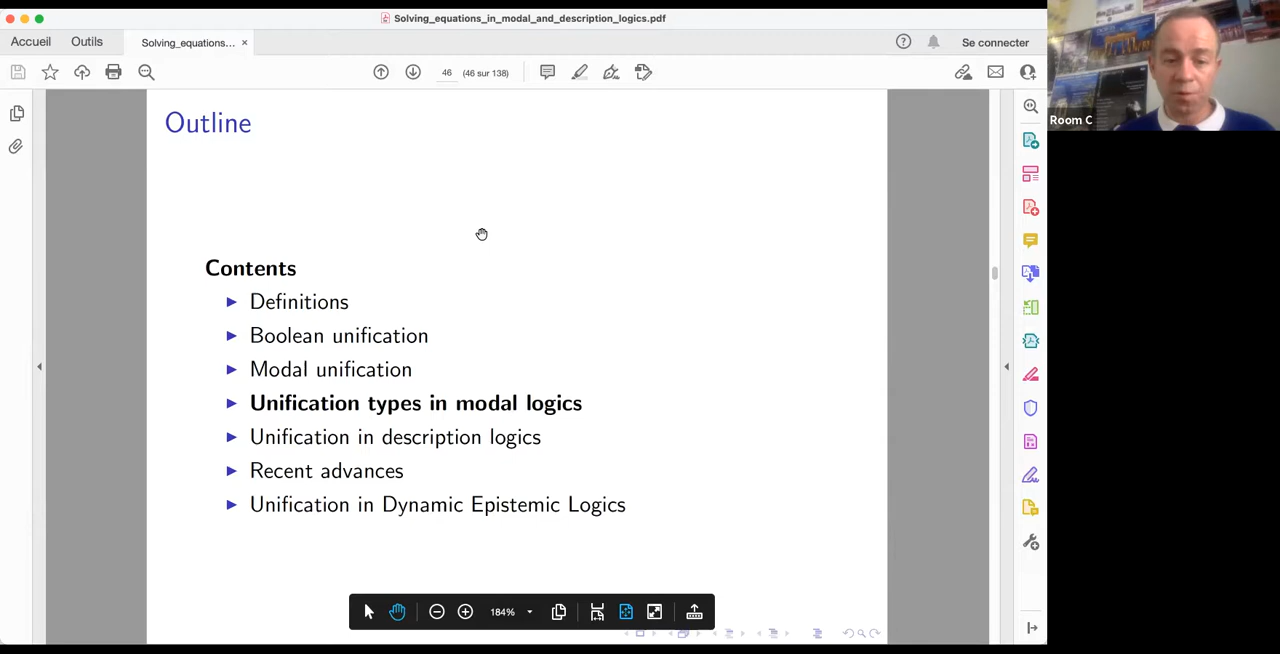 Solving_equations_in_modal_and_description_logics.pdf
Accueil
Outils
Solving_equations...
Se connecter
46
(46 sur 138)
Room C
Outline
Contents
Definitions
Boolean unification
Modal unification
Unification types in modal logics
Unification in description logics
Recent advances
Unification in Dynamic Epistemic Logics
184%